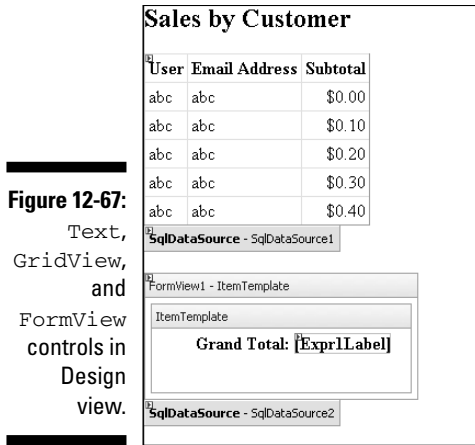 Sales by Customer
User Email Address Subtotal
abc abc $0.00
abc abc $0.10
abc abc $0.20
abc abc $0.30
abc abc $0.40
SqlDataSource - SqlDataSource1
FormView1 - ItemTemplate
ItemTemplate
Grand Total: [Expr1Label]
SqlDataSource - SqlDataSource2
Figure 12-67:
Text,
GridView,
and
FormView
controls in
Design
view.